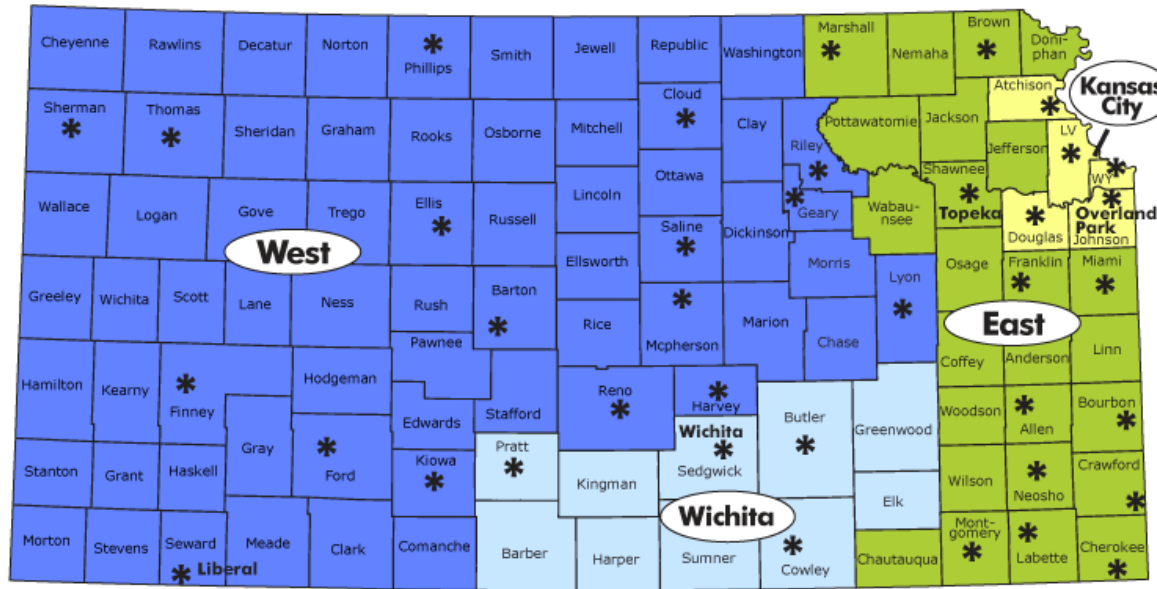 Cheyenne
Rawlins
Decatur
Norton
Phillips
Smith
Jewell
Republic
Washington
Marshall
Nemaha
Brown
Doni-
phan
Atchison
Kansas
City
Sherman
Thomas
Sheridan
Graham
Rooks
Osborne
Mitchell
Cloud
Clay
Riley
Pottawatomie
Jackson
Jefferson
LV
WY
Wallace
Logan
Gove
Trego
Ellis
Russell
Lincoln
Ottawa
Saline
Dickinson
Geary
Wabau-
nsee
Shawnee
Topeka
Douglas
Overland
Park
Johnson
West
Ellsworth
Morris
Lyon
Osage
Franklin
Miami
Greeley
Wichita
Scott
Lane
Ness
Rush
Barton
Rice
Mcpherson
Marion
Chase
East
Coffey
Anderson
Linn
Pawnee
Hamilton
Kearny
Finney
Hodgeman
Edwards
Stafford
Reno
Harvey
Butler
Greenwood
Woodson
Allen
Bourbon
Gray
Ford
Kiowa
Pratt
Kingman
Wichita
Sedgwick
Elk
Wilson
Neosho
Crawford
Stanton
Grant
Haskell
Wichita
Morton
Stevens
Seward
Liberal
Meade
Clark
Comanche
Barber
Harper
Sumner
Cowley
Chautauqua
Mont-
gomery
Labette
Cherokee